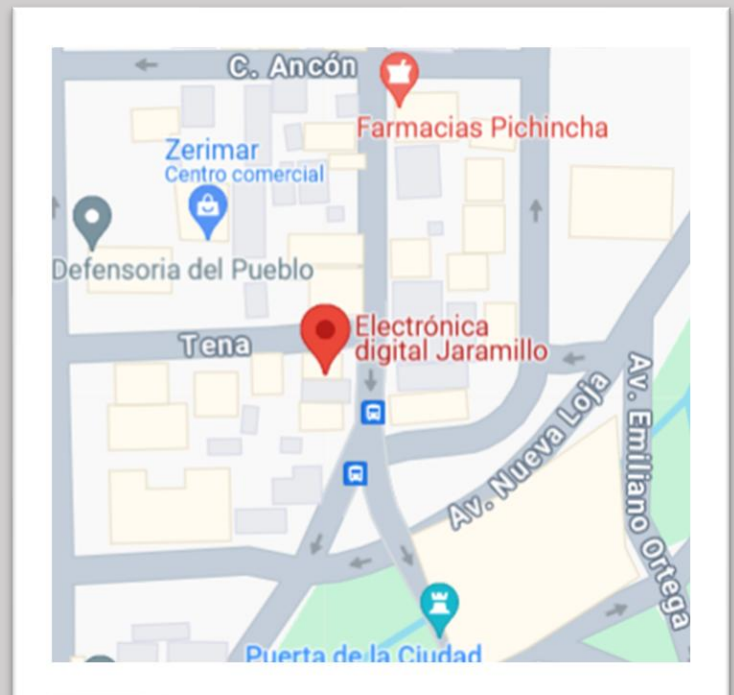 C. Ancón
Farmacias Pichincha
Zerimar
Centro comercial
Defensoria del Pueblo
Electrónica
digital Jaramillo
Tena
Av. Nueva Loja
Av. Emiliano Ortega
Puerta de la Ciudad